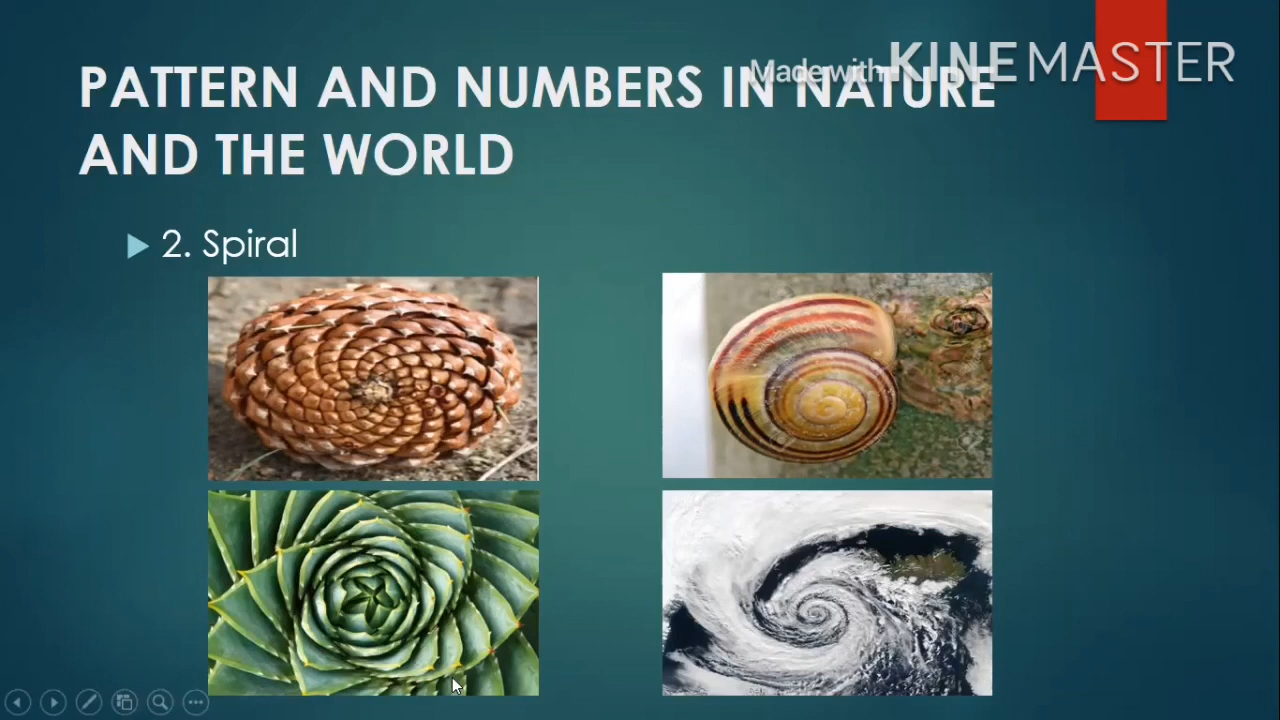 Made with KINEMASTER
PATTERN AND NUMBERS IN NATURE
AND THE WORLD
2. Spiral